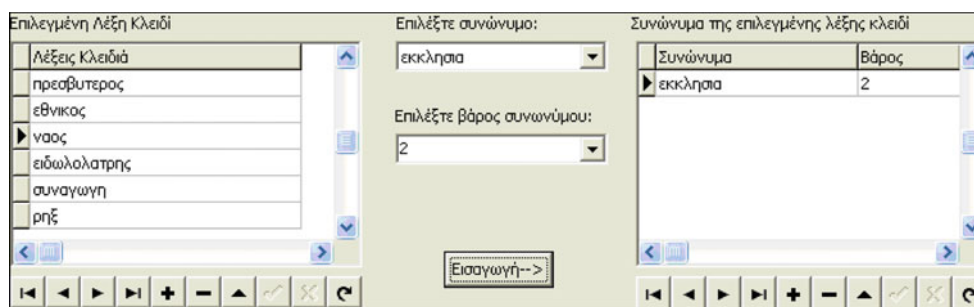 Επιλεγμένη Λέξη Κλειδί
Λέξεις Κλειδιά
πρεσβυτερος
εθνικος
ναος
ειδωλολατρης
συναγωγη
ρηξ
Επιλέξτε συνώνυμο:
εκκλησια
Επιλέξτε βάρος συνωνύμου:
2
Εισαγωγή-->
Συνώνυμα της επιλεγμένης λέξης κλειδί
Συνώνυμα Βάρος
εκκλησια 2